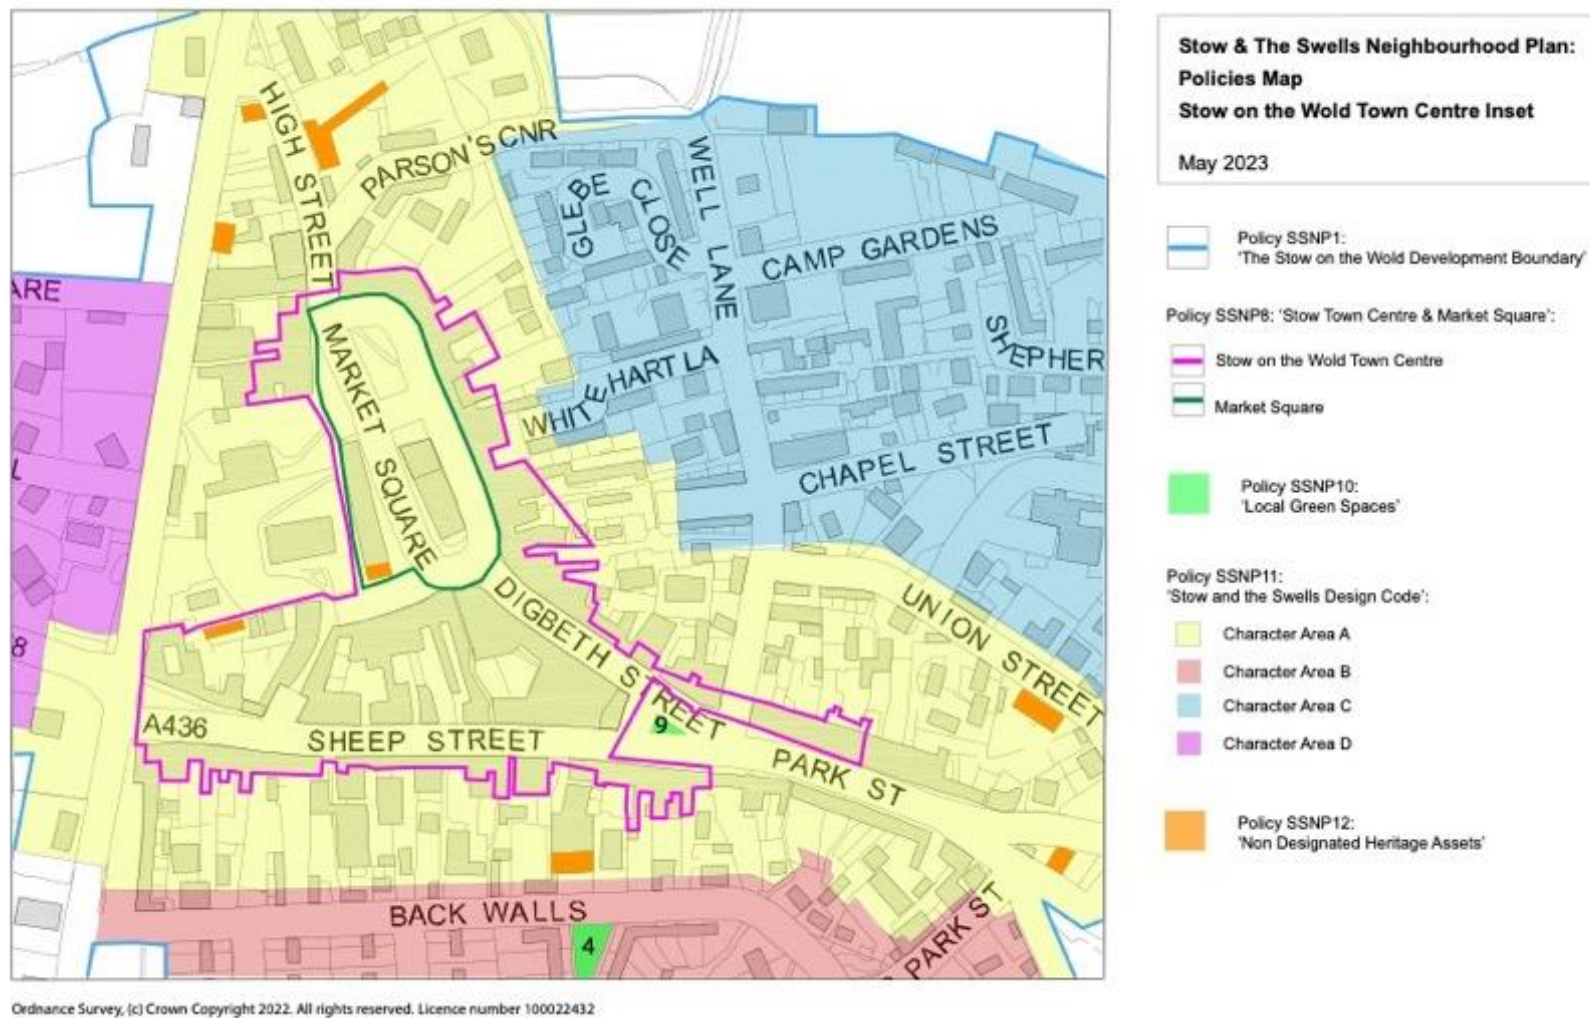 HIGH STREET
PARSON'S CNR
GLEBE CLOSE
WELL LANE
CAMP GARDENS
SHEPHER
ARE
MARKET SQUARE
WHITE HART LA
CHAPEL STREET
L
DIGBETH STREET
UNION STREET
8
A436
SHEEP STREET
9
PARK ST
BACK WALLS
4
PARK ST
Stow & The Swells Neighbourhood Plan:
Policies Map
Stow on the Wold Town Centre Inset
May 2023
Policy SSNP1:
'The Stow on the Wold Development Boundary'
Policy SSNP8: 'Stow Town Centre & Market Square':
Stow on the Wold Town Centre
Market Square
Policy SSNP10:
'Local Green Spaces'
Policy SSNP11:
'Stow and the Swells Design Code':
Character Area A
Character Area B
Character Area C
Character Area D
Policy SSNP12:
'Non Designated Heritage Assets'
Ordnance Survey, (c) Crown Copyright 2022. All rights reserved. Licence number 100022432